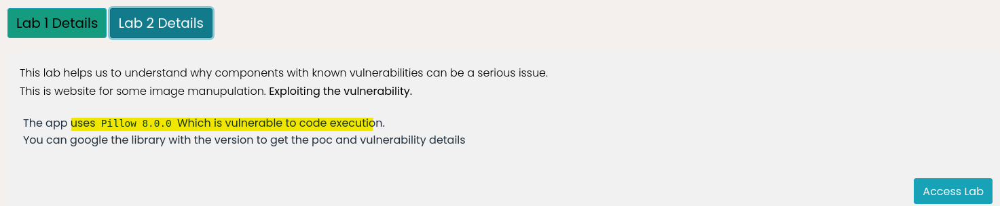 Lab 1 Details
Lab 2 Details
This lab helps us to understand why components with known vulnerabilities can be a serious issue.
This is website for some image manupulation. Exploiting the vulnerability.
The app uses Pillow 8.0.0 Which is vulnerable to code execution.
You can google the library with the version to get the poc and vulnerability details
Access Lab